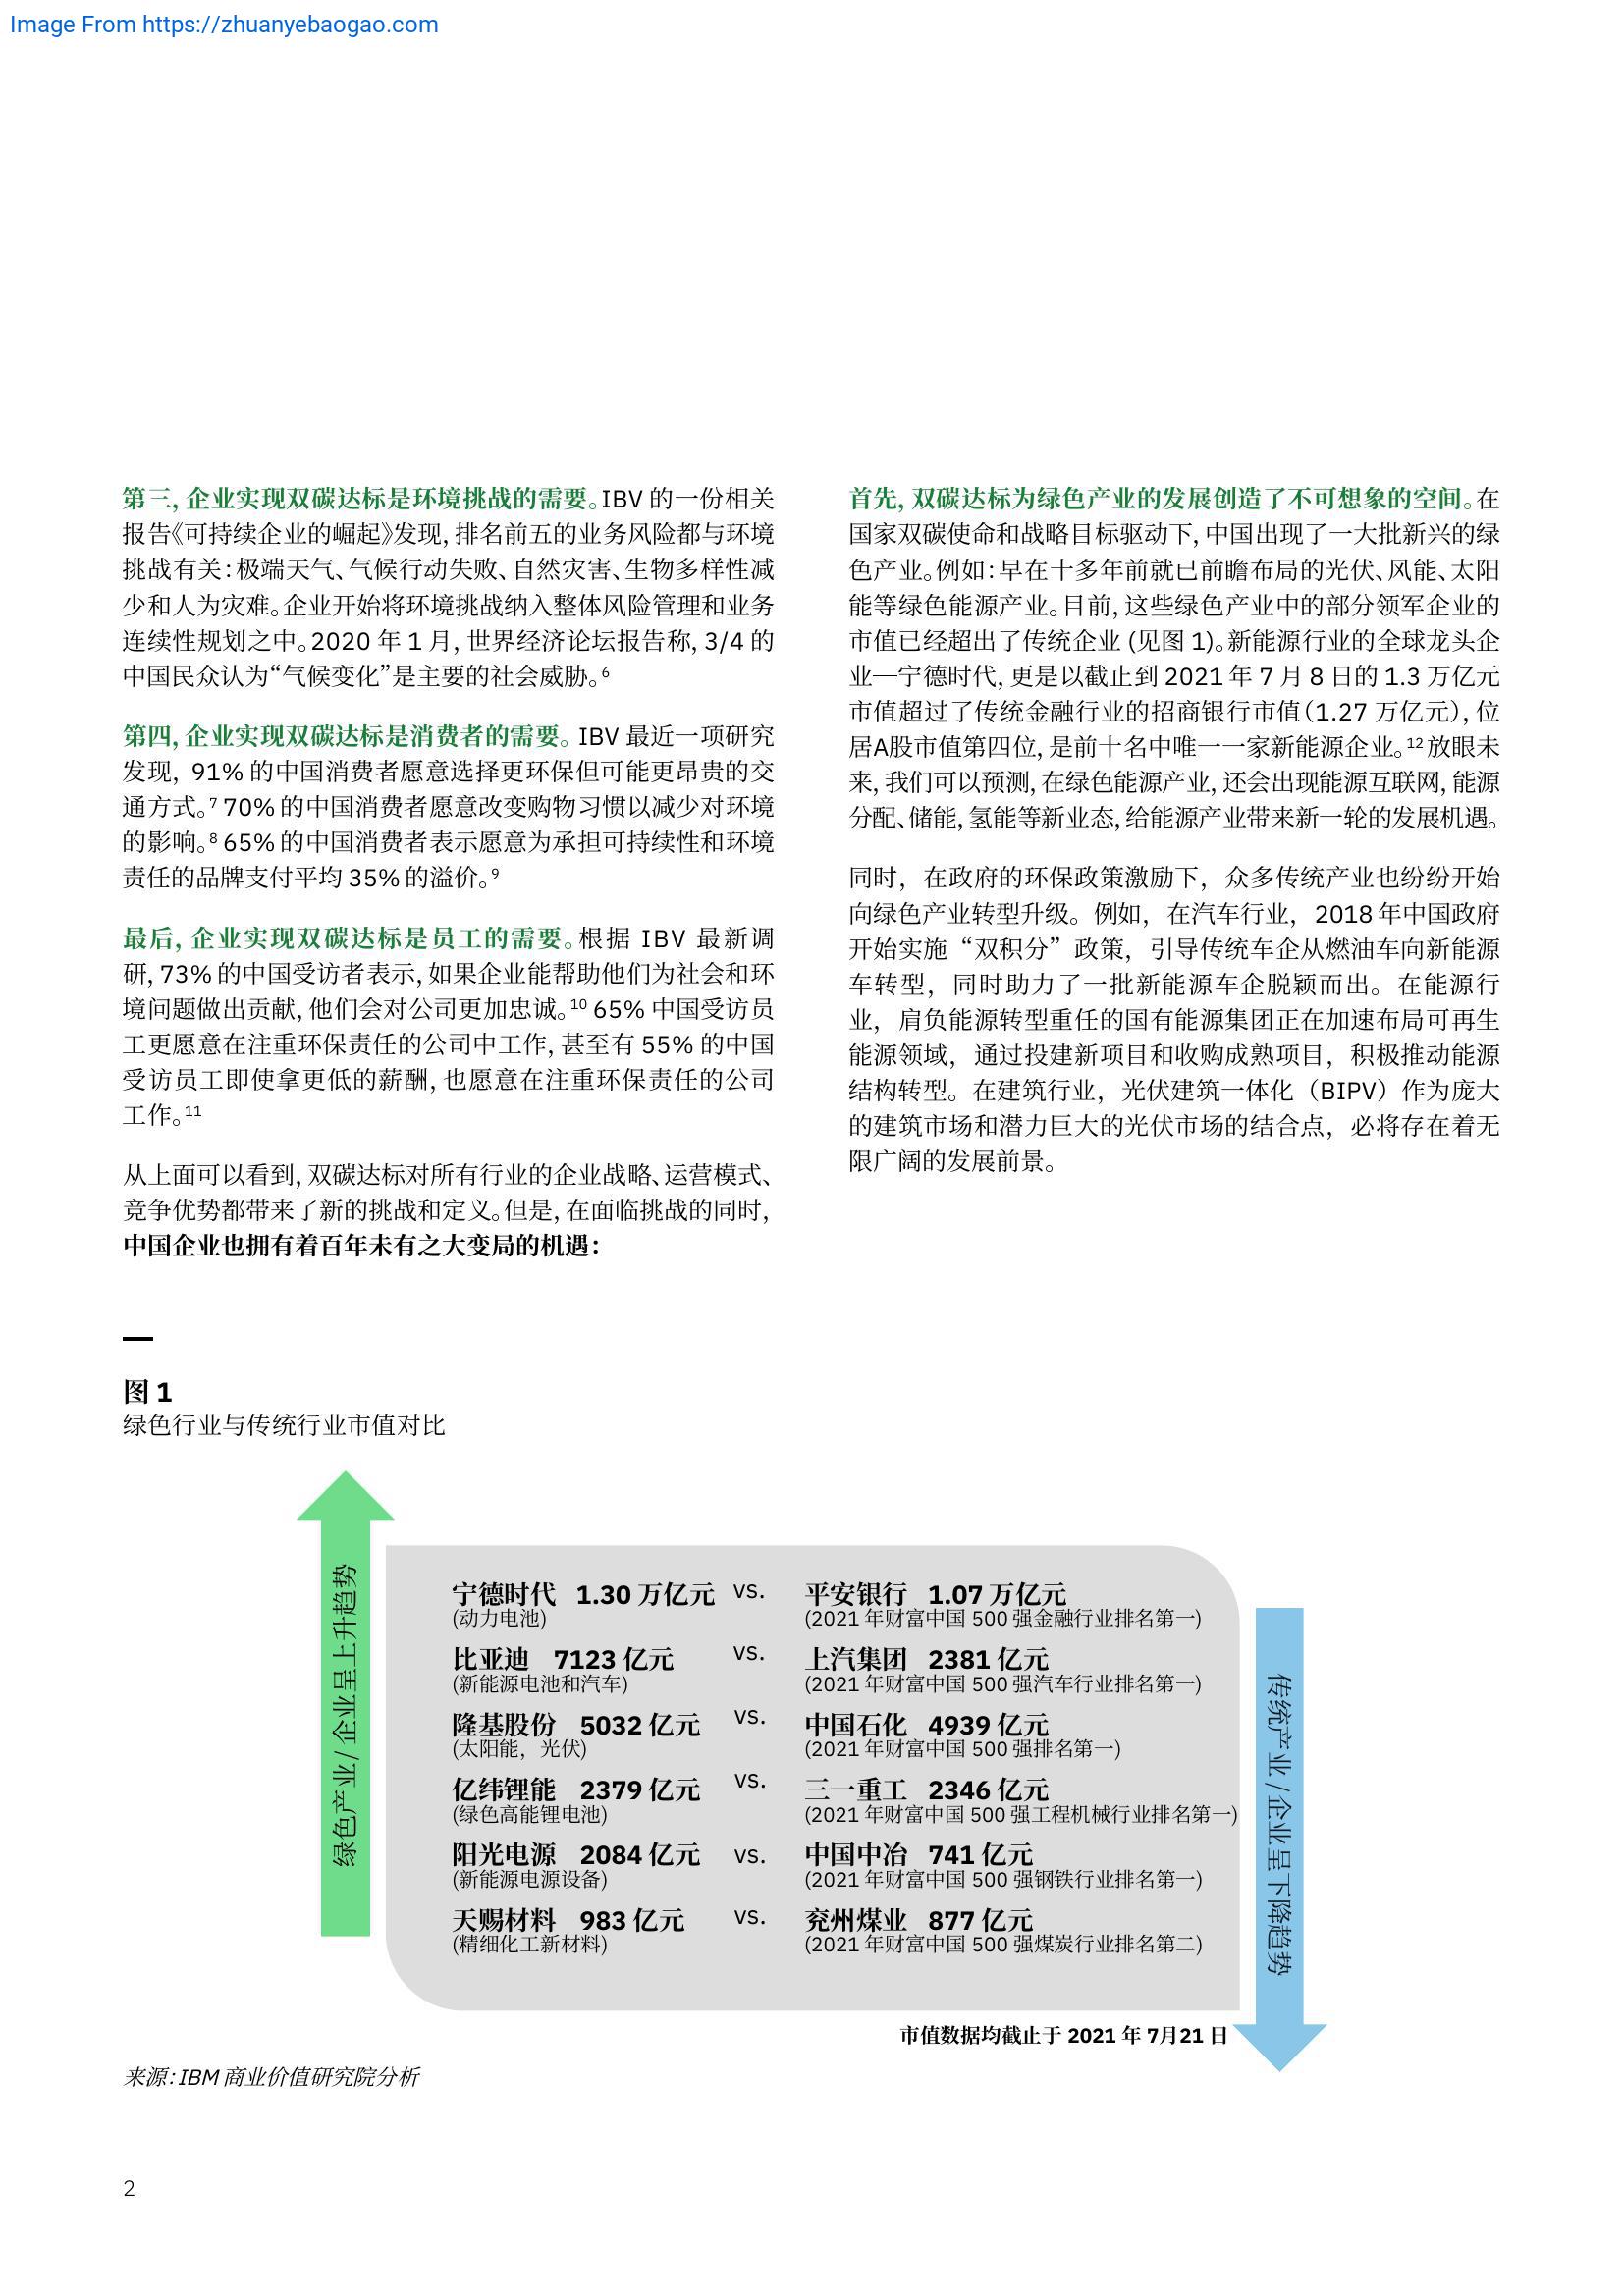 Image From https://zhuanyebaogao.com
第三, 企业实现双碳达标是环境挑战的需要。IBV 的一份相关
报告《可持续企业的崛起》发现, 排名前五的业务风险都与环境
挑战有关：极端天气、气候行动失败、自然灾害、生物多样性减
少和人为灾难。企业开始将环境挑战纳入整体风险管理和业务
连续性规划之中。2020 年 1 月, 世界经济论坛报告称, 3/4 的
中国民众认为“气候变化”是主要的社会威胁。⁶
第四, 企业实现双碳达标是消费者的需要。IBV 最近一项研究
发现, 91% 的中国消费者愿意选择更环保但可能更昂贵的交
通方式。⁷ 70% 的中国消费者愿意改变购物习惯以减少对环境
的影响。⁸ 65% 的中国消费者表示愿意为承担可持续性和环境
责任的品牌支付平均 35% 的溢价。⁹
最后, 企业实现双碳达标是员工的需要。根据 IBV 最新调
研, 73% 的中国受访者表示, 如果企业能帮助他们为社会和环
境问题做出贡献, 他们会对公司更加忠诚。¹⁰ 65% 中国受访员
工更愿意在注重环保责任的公司中工作, 甚至有 55% 的中国
受访员工即使拿更低的薪酬, 也愿意在注重环保责任的公司
工作。¹¹
从上面可以看到, 双碳达标对所有行业的企业战略、运营模式、
竞争优势都带来了新的挑战和定义。但是, 在面临挑战的同时,
中国企业也拥有着百年未有之大变局的机遇：
首先, 双碳达标为绿色产业的发展创造了不可想象的空间。在
国家双碳使命和战略目标驱动下, 中国出现了一大批新兴的绿
色产业。例如：早在十多年前就已前瞻布局的光伏、风能、太阳
能等绿色能源产业。目前, 这些绿色产业中的部分领军企业的
市值已经超出了传统企业 (见图 1)。新能源行业的全球龙头企
业—宁德时代, 更是以截止到 2021 年 7 月 8 日的 1.3 万亿元
市值超过了传统金融行业的招商银行市值（1.27 万亿元）, 位
居A股市值第四位, 是前十名中唯一一家新能源企业。¹² 放眼未
来, 我们可以预测, 在绿色能源产业, 还会出现能源互联网, 能源
分配、储能, 氢能等新业态, 给能源产业带来新一轮的发展机遇。
同时，在政府的环保政策激励下，众多传统产业也纷纷开始
向绿色产业转型升级。例如，在汽车行业，2018 年中国政府
开始实施“双积分”政策，引导传统车企从燃油车向新能源
车转型，同时助力了一批新能源车企脱颖而出。在能源行
业，肩负能源转型重任的国有能源集团正在加速布局可再生
能源领域，通过投建新项目和收购成熟项目，积极推动能源
结构转型。在建筑行业，光伏建筑一体化（BIPV）作为庞大
的建筑市场和潜力巨大的光伏市场的结合点，必将存在着无
限广阔的发展前景。
图 1
绿色行业与传统行业市值对比
绿色产业/企业呈上升趋势
宁德时代 1.30 万亿元 vs. 平安银行 1.07 万亿元
(动力电池) (2021 年财富中国 500 强金融行业排名第一)
比亚迪 7123 亿元 vs. 上汽集团 2381 亿元
(新能源电池和汽车) (2021 年财富中国 500 强汽车行业排名第一)
隆基股份 5032 亿元 vs. 中国石化 4939 亿元
(太阳能，光伏) (2021 年财富中国 500 强排名第一)
亿纬锂能 2379 亿元 vs. 三一重工 2346 亿元
(绿色高能锂电池) (2021 年财富中国 500 强工程机械行业排名第一)
阳光电源 2084 亿元 vs. 中国中冶 741 亿元
(新能源电源设备) (2021 年财富中国 500 强钢铁行业排名第一)
天赐材料 983 亿元 vs. 兖州煤业 877 亿元
(精细化工新材料) (2021 年财富中国 500 强煤炭行业排名第二)
传统产业/企业呈下降趋势
市值数据均截止于 2021 年 7月21 日
来源：IBM 商业价值研究院分析
2